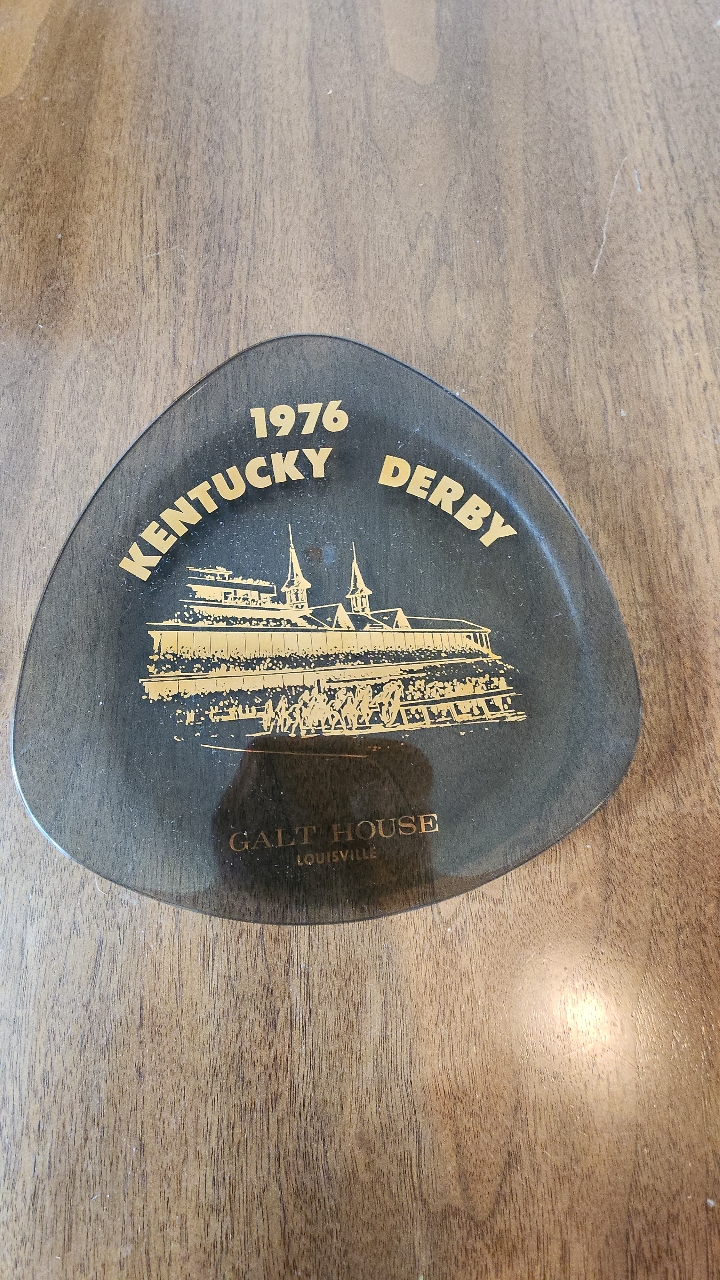 1976
KENTUCKY DERBY
GALT HOUSE
LOUISVILLE